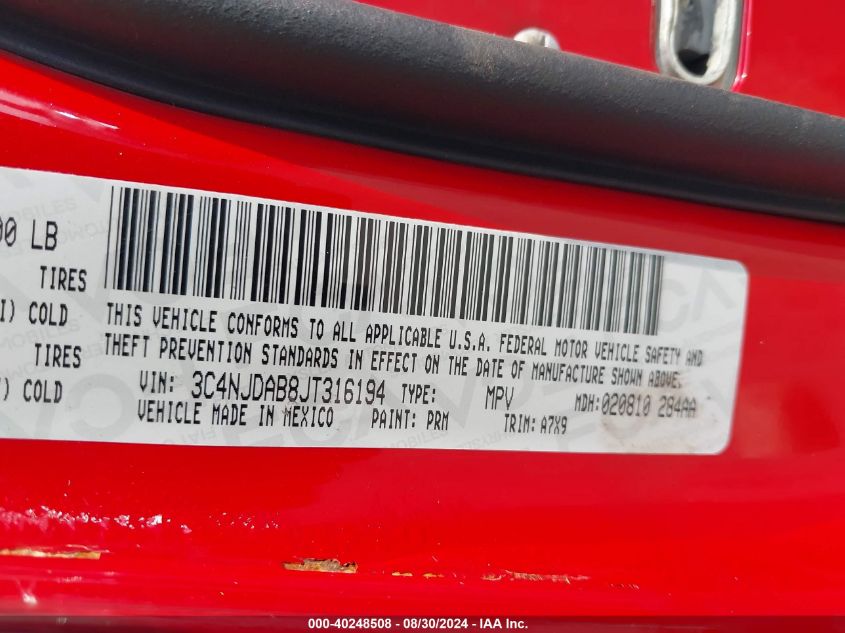 00 LB
TIRES
I) COLD
TIRES
) COLD
THIS VEHICLE CONFORMS TO ALL APPLICABLE U.S.A. FEDERAL MOTOR VEHICLE SAFETY AND
THEFT PREVENTION STANDARDS IN EFFECT ON THE DATE OF MANUFACTURE SHOWN ABOVE.
VIN: 3C4NJDAB8JT316194 TYPE: MPV MDH:020810 284AA
VEHICLE MADE IN MEXICO PAINT: PRM TRIM: A7X9
000-40248508 - 08/30/2024 - IAA Inc.